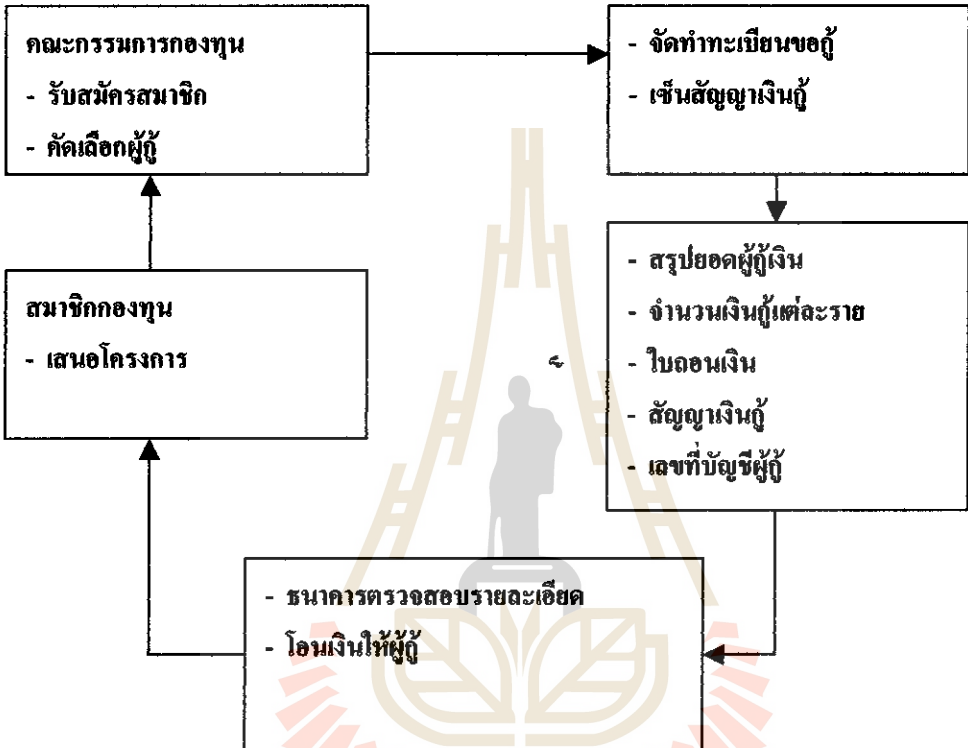 คณะกรรมการกองทุน
- รับสมัครสมาชิก
- คัดเลือกผู้กู้
- จัดทำทะเบียนขอกู้
- เซ็นสัญญาเงินกู้
- สรุปยอดผู้กู้เงิน
- จำนวนเงินกู้แต่ละราย
- ใบถอนเงิน
- สัญญาเงินกู้
- เลขที่บัญชีผู้กู้
- ธนาคารตรวจสอบรายละเอียด
- โอนเงินให้ผู้กู้
สมาชิกกองทุน
- เสนอโครงการ